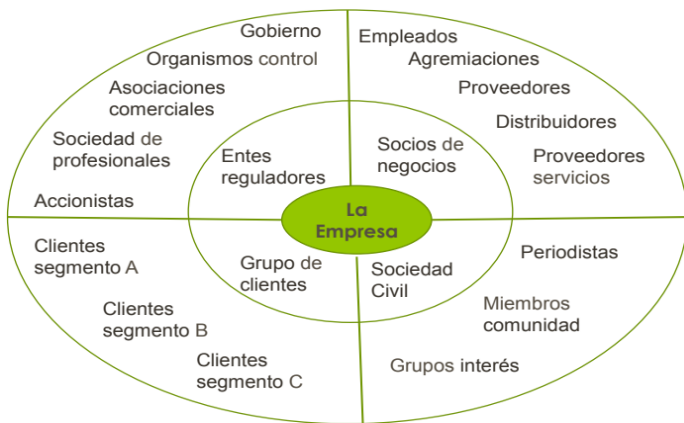 Gobierno
Organismos control
Asociaciones
comerciales
Sociedad de
profesionales
Accionistas
Entes
reguladores
Empleados
Agremiaciones
Proveedores
Distribuidores
Proveedores
servicios
Socios de
negocios
La
Empresa
Clientes
segmento A
Clientes
segmento B
Clientes
segmento C
Grupo de
clientes
Sociedad
Civil
Periodistas
Miembros
comunidad
Grupos interés